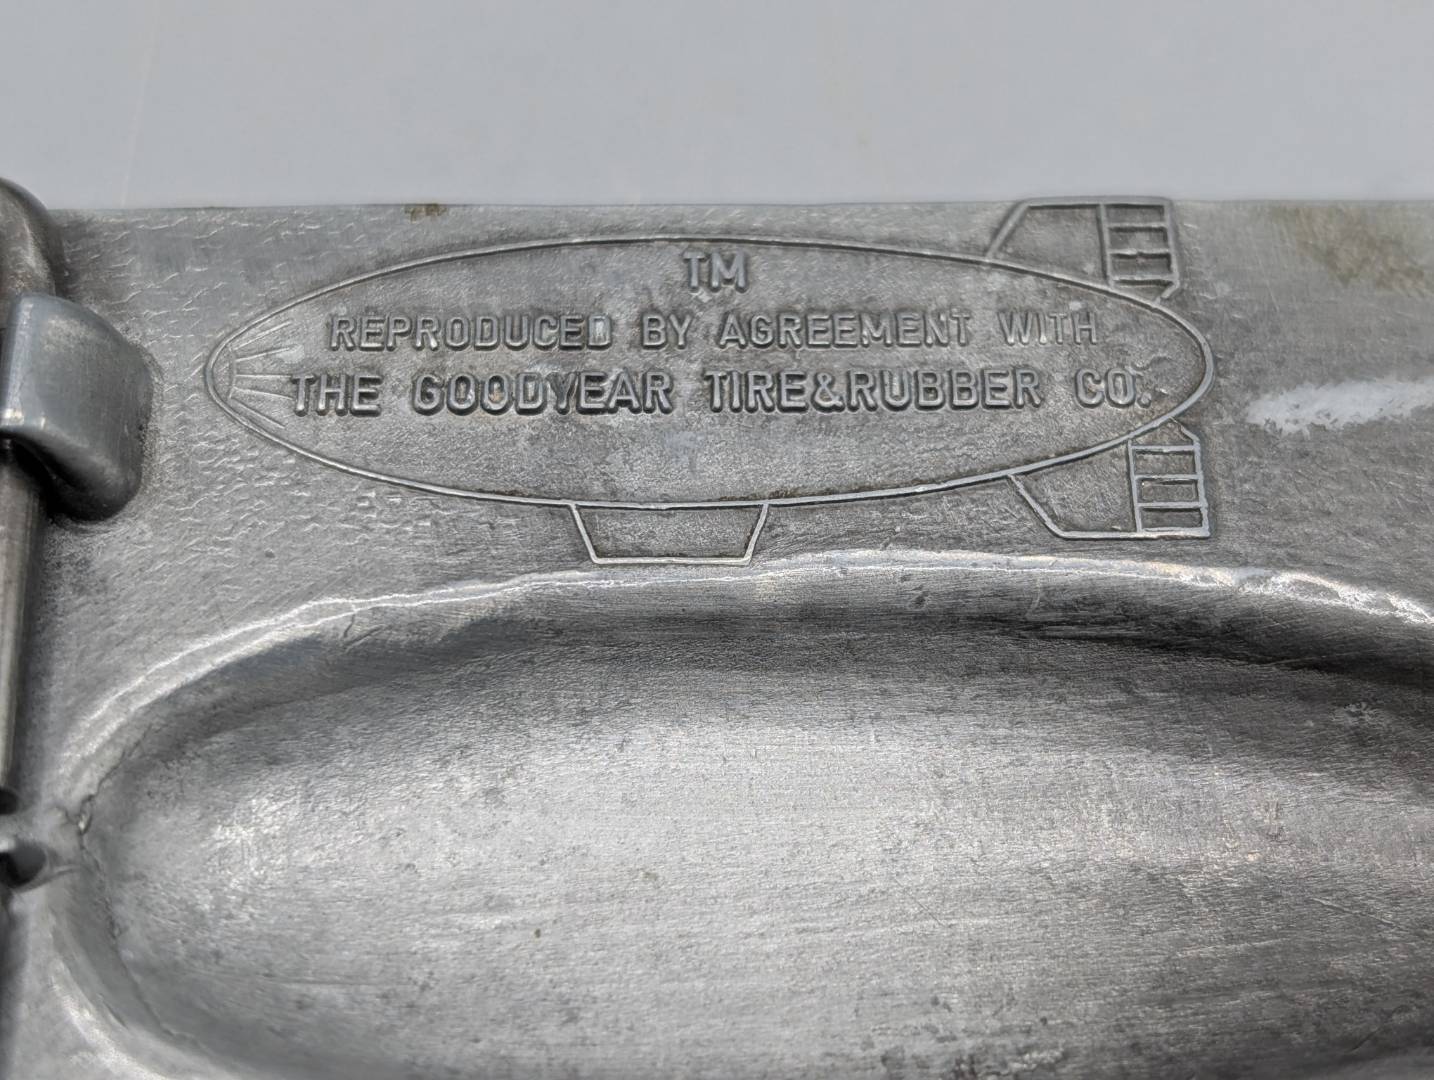 TM
REPRODUCED BY AGREEMENT WITH
THE GOODYEAR TIRE&RUBBER CO.